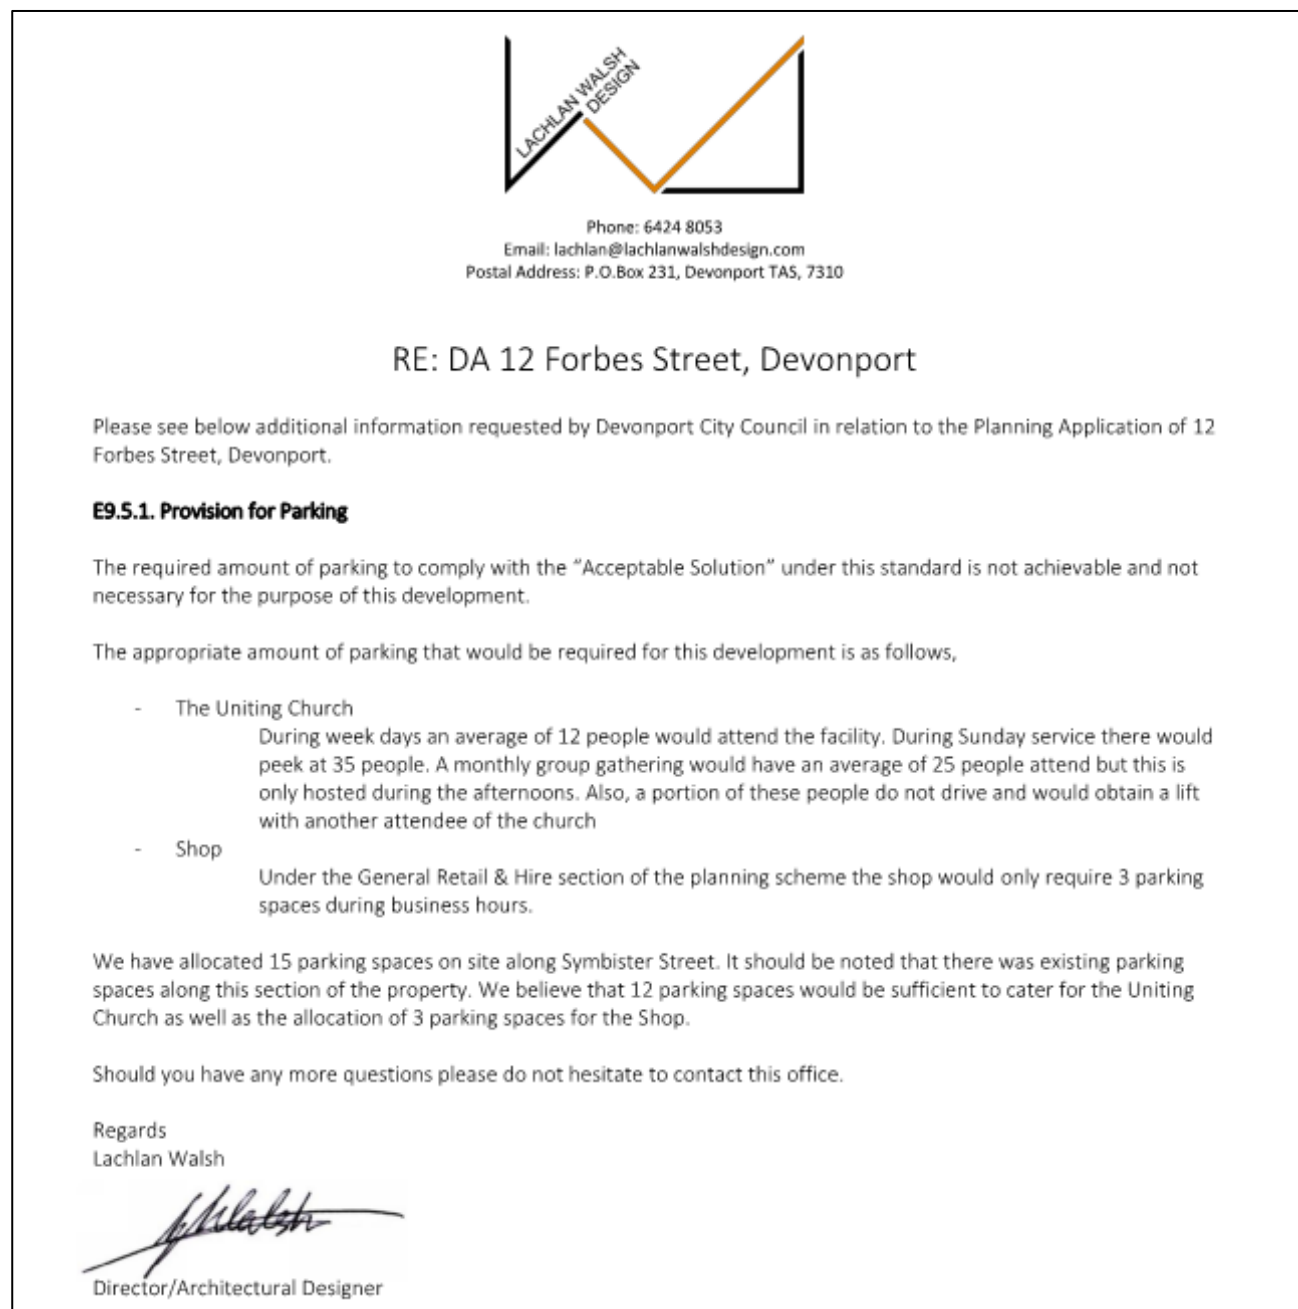 LACHLAN WALSH
DESIGN
Phone: 6424 8053
Email: lachlan@lachlanwalshdesign.com
Postal Address: P.O.Box 231, Devonport TAS, 7310
RE: DA 12 Forbes Street, Devonport
Please see below additional information requested by Devonport City Council in relation to the Planning Application of 12
Forbes Street, Devonport.
E9.5.1. Provision for Parking
The required amount of parking to comply with the “Acceptable Solution” under this standard is not achievable and not
necessary for the purpose of this development.
The appropriate amount of parking that would be required for this development is as follows,
- The Uniting Church
During week days an average of 12 people would attend the facility. During Sunday service there would
peek at 35 people. A monthly group gathering would have an average of 25 people attend but this is
only hosted during the afternoons. Also, a portion of these people do not drive and would obtain a lift
with another attendee of the church
- Shop
Under the General Retail & Hire section of the planning scheme the shop would only require 3 parking
spaces during business hours.
We have allocated 15 parking spaces on site along Symbister Street. It should be noted that there was existing parking
spaces along this section of the property. We believe that 12 parking spaces would be sufficient to cater for the Uniting
Church as well as the allocation of 3 parking spaces for the Shop.
Should you have any more questions please do not hesitate to contact this office.
Regards
Lachlan Walsh
Director/Architectural Designer